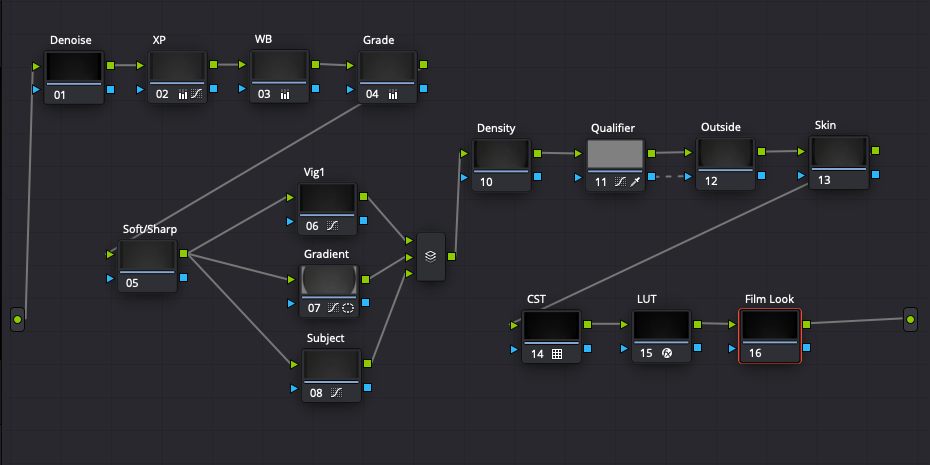 Denoise
01
XP
02
WB
03
Grade
04
Soft/Sharp
05
Vig1
06
Gradient
07
Subject
08
Density
10
Qualifier
11
Outside
12
Skin
13
CST
14
LUT
15
fx
Film Look
16